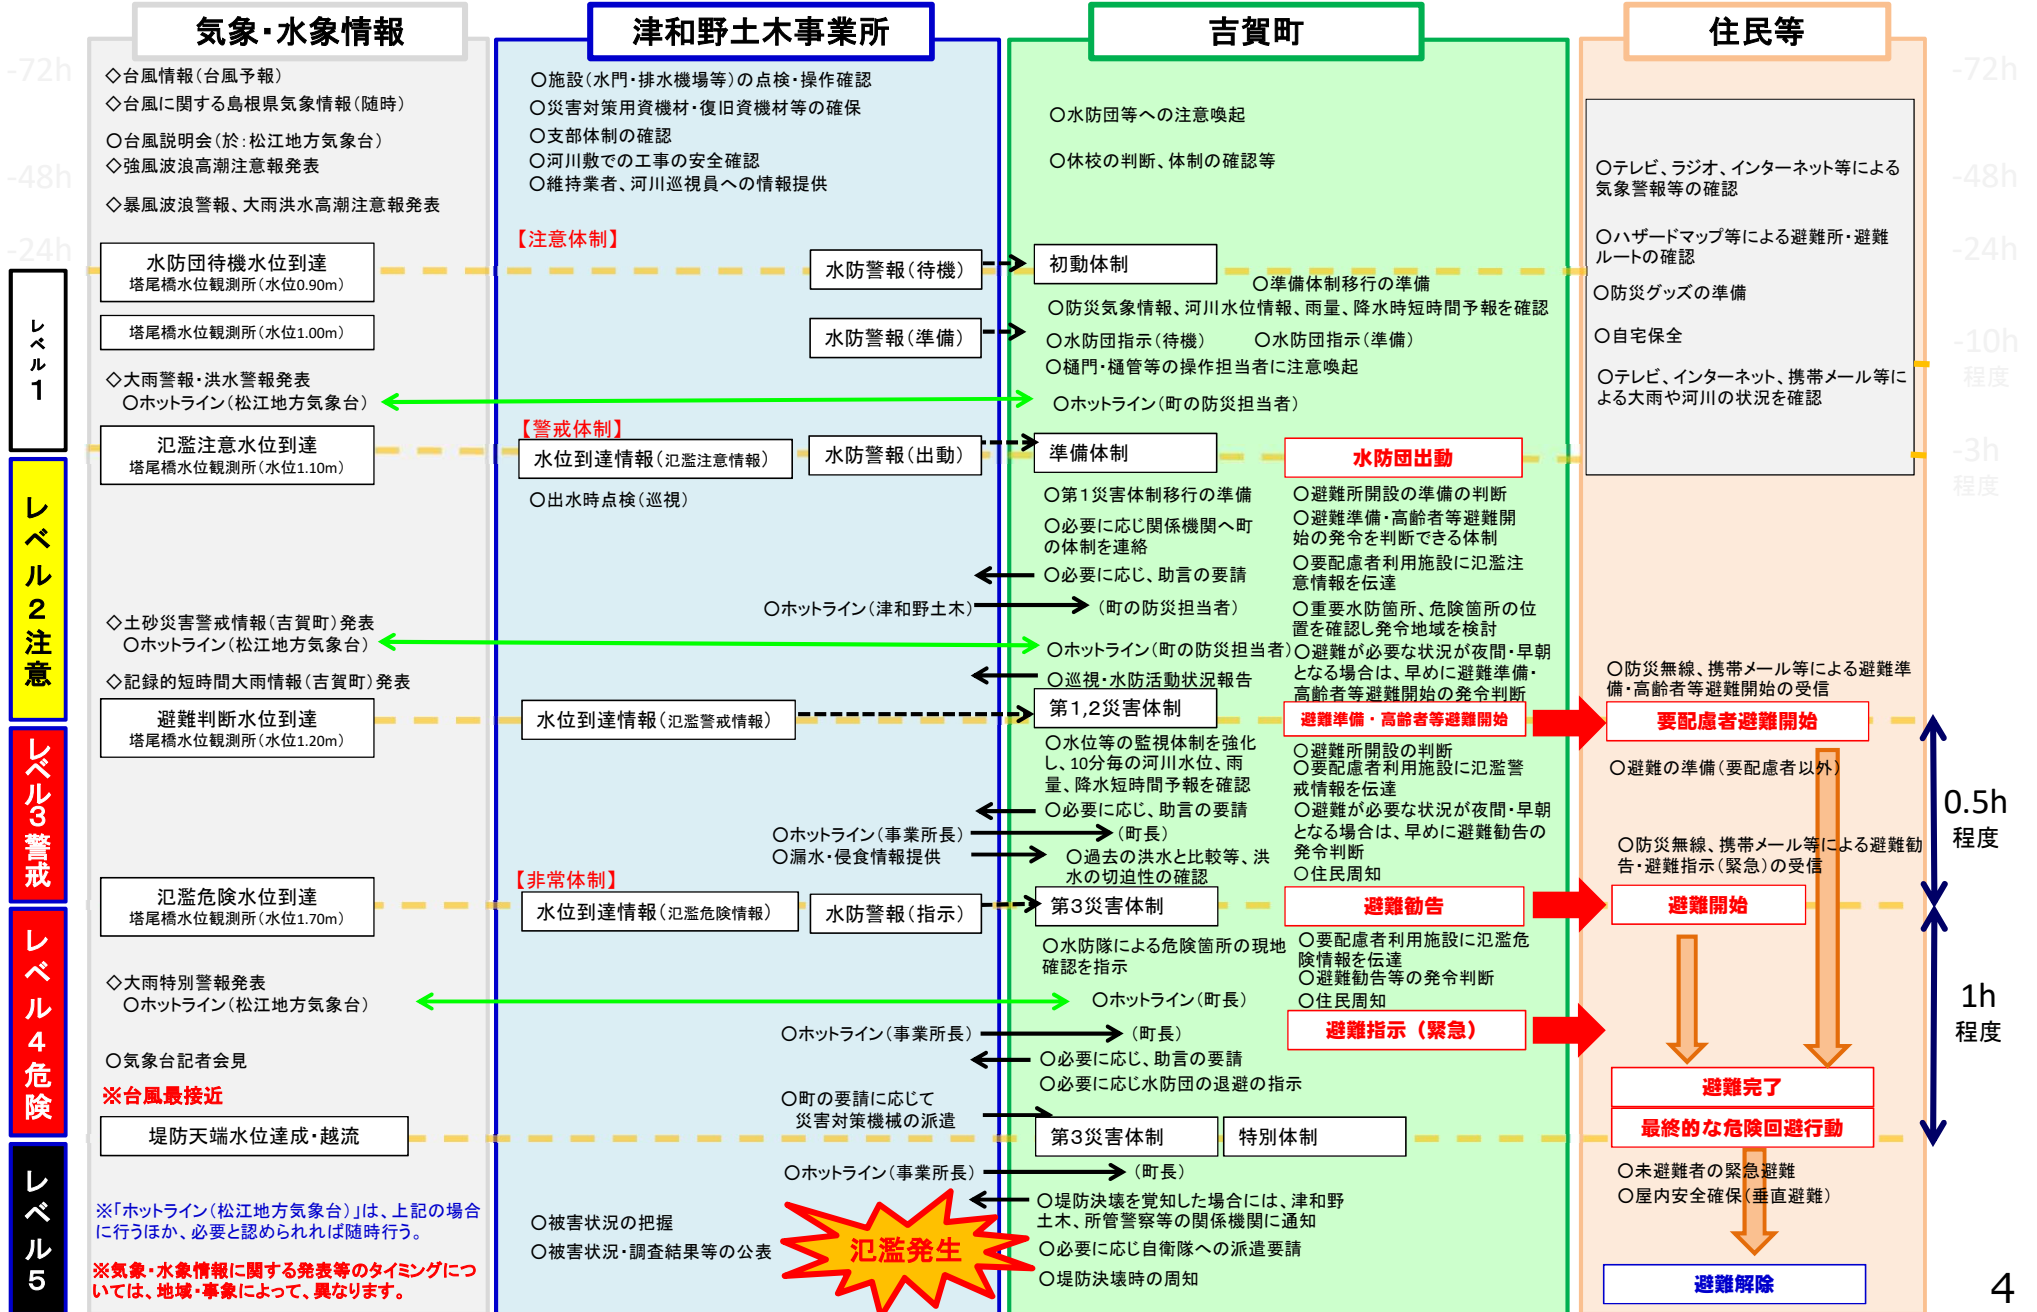 気象・水象情報
津和野土木事業所
吉賀町
住民等
-72h
-48h
-24h
レベル1
レベル2注意
レベル3警戒
レベル4危険
レベル5
◇台風情報(台風予報)
◇台風に関する島根県気象情報(随時)
○台風説明会(於:松江地方気象台)
◇強風波浪高潮注意報発表
◇暴風波浪警報、大雨洪水高潮注意報発表
水防団待機水位到達
塔尾橋水位観測所(水位0.90m)
塔尾橋水位観測所(水位1.00m)
◇大雨警報・洪水警報発表
○ホットライン(松江地方気象台)
氾濫注意水位到達
塔尾橋水位観測所(水位1.10m)
◇土砂災害警戒情報(吉賀町)発表
○ホットライン(松江地方気象台)
◇記録的短時間大雨情報(吉賀町)発表
避難判断水位到達
塔尾橋水位観測所(水位1.20m)
氾濫危険水位到達
塔尾橋水位観測所(水位1.70m)
◇大雨特別警報発表
○ホットライン(松江地方気象台)
○気象台記者会見
※台風最接近
堤防天端水位達成・越流
※「ホットライン(松江地方気象台)」は、上記の場合
に行うほか、必要と認められれば随時行う。
※気象・水象情報に関する発表等のタイミングにつ
いては、地域・事象によって、異なります。
○施設(水門・排水機場等)の点検・操作確認
○災害対策用資機材・復旧資機材等の確保
○支部体制の確認
○河川敷での工事の安全確認
○維持業者、河川巡視員への情報提供
【注意体制】
水防警報(待機)
水防警報(準備)
【警戒体制】
水位到達情報(氾濫注意情報)
水防警報(出動)
○出水時点検(巡視)
○ホットライン(津和野土木)
水位到達情報(氾濫警戒情報)
○ホットライン(事業所長)
○漏水・侵食情報提供
【非常体制】
水位到達情報(氾濫危険情報)
水防警報(指示)
○ホットライン(事業所長)
○町の要請に応じて
災害対策機械の派遣
○ホットライン(事業所長)
○被害状況の把握
○被害状況・調査結果等の公表
氾濫発生
○水防団等への注意喚起
○休校の判断、体制の確認等
初動体制
○準備体制移行の準備
○防災気象情報、河川水位情報、雨量、降水時短時間予報を確認
○水防団指示(待機)
○水防団指示(準備)
○樋門・樋管等の操作担当者に注意喚起
○ホットライン(町の防災担当者)
準備体制
水防団出動
○第1災害体制移行の準備
○必要に応じ関係機関へ町
の体制を連絡
○必要に応じ、助言の要請
(町の防災担当者)
○ホットライン(町の防災担当者)
○巡視・水防活動状況報告
○避難所開設の準備の判断
○避難準備・高齢者等避難開
始の発令を判断できる体制
○要配慮者利用施設に氾濫注
意情報を伝達
○重要水防箇所、危険箇所の位
置を確認し発令地域を検討
○避難が必要な状況が夜間・早朝
となる場合は、早めに避難準備・
高齢者等避難開始の発令判断
第1,2災害体制
避難準備・高齢者等避難開始
○水位等の監視体制を強化
し、10分毎の河川水位、雨
量、降水短時間予報を確認
○必要に応じ、助言の要請
(町長)
○過去の洪水と比較等、洪
水の切迫性の確認
○避難所開設の判断
○要配慮者利用施設に氾濫警
戒情報を伝達
○避難が必要な状況が夜間・早朝
となる場合は、早めに避難勧告の
発令判断
○住民周知
第3災害体制
避難勧告
○水防隊による危険箇所の現地
確認を指示
○要配慮者利用施設に氾濫危
険情報を伝達
○避難勧告等の発令判断
○住民周知
○ホットライン(町長)
(町長)
避難指示(緊急)
○必要に応じ、助言の要請
○必要に応じ水防団の退避の指示
第3災害体制
特別体制
(町長)
○堤防決壊を覚知した場合には、津和野
土木、所管警察等の関係機関に通知
○必要に応じ自衛隊への派遣要請
○堤防決壊時の周知
○テレビ、ラジオ、インターネット等による
気象警報等の確認
○ハザードマップ等による避難所・避難
ルートの確認
○防災グッズの準備
○自宅保全
○テレビ、インターネット、携帯メール等に
よる大雨や河川の状況を確認
○防災無線、携帯メール等による避難準
備・高齢者等避難開始の受信
要配慮者避難開始
○避難の準備(要配慮者以外)
○防災無線、携帯メール等による避難勧
告・避難指示(緊急)の受信
避難開始
避難完了
最終的な危険回避行動
○未避難者の緊急避難
○屋内安全確保(垂直避難)
避難解除
-72h
-48h
-24h
-10h
程度
-3h
程度
0.5h
程度
1h
程度
4